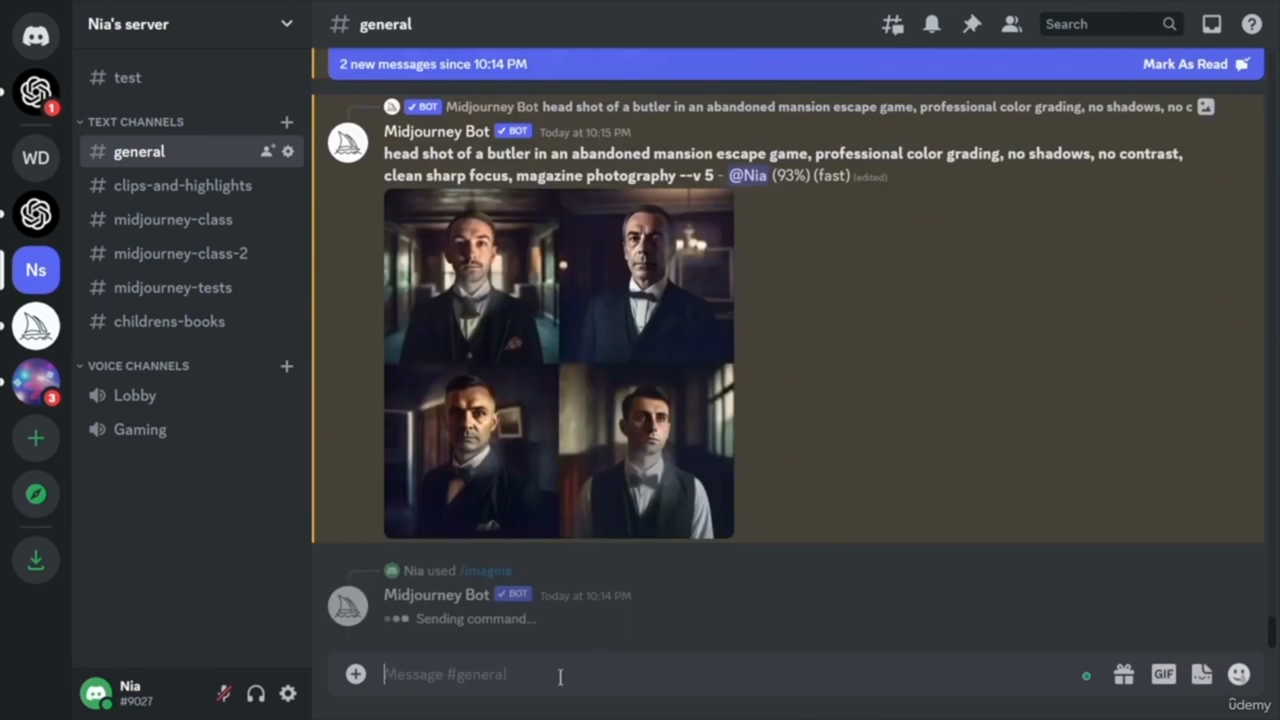 Nia's server
general
Search
2 new messages since 10:14 PM
Mark As Read
test
1
BOT Midjourney Bot head shot of a butler in an abandoned mansion escape game, professional color grading, no shadows, no c
TEXT CHANNELS
Midjourney Bot BOT Today at 10:15 PM
general
WD
head shot of a butler in an abandoned mansion escape game, professional color grading, no shadows, no contrast,
clean sharp focus, magazine photography --v 5 - @Nia (93%) (fast) (edited)
clips-and-highlights
midjourney-class
midjourney-class-2
Ns
midjourney-tests
childrens-books
VOICE CHANNELS
Lobby
3
Gaming
Nia used /imagine
Midjourney Bot BOT Today at 10:14 PM
Sending command...
Message #general
GIF
Nia
#9027
ûdemy